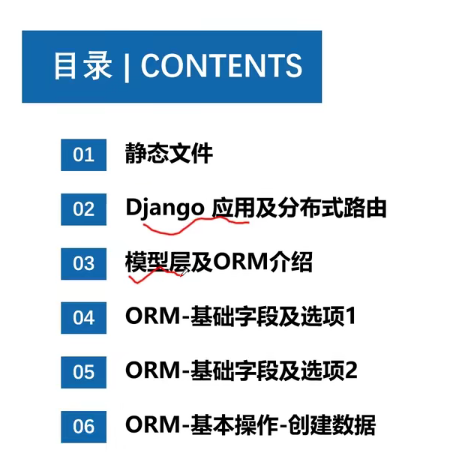 目录 | CONTENTS
01 静态文件
02 Django 应用及分布式路由
03 模型层及ORM介绍
04 ORM-基础字段及选项1
05 ORM-基础字段及选项2
06 ORM-基本操作-创建数据